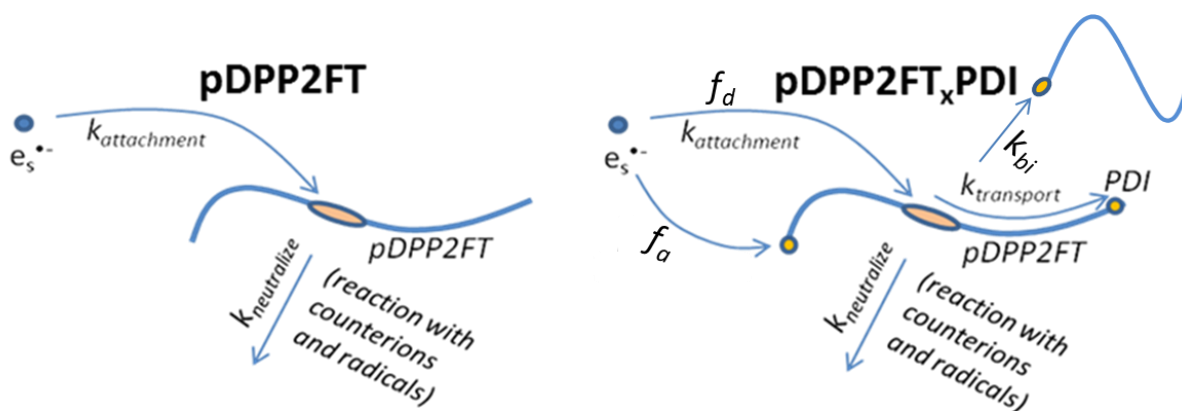 pDPP2FT
k_attachment
e_s^•-
pDPP2FT
k_neutralize
(reaction with
counterions
and radicals)
pDPP2FT_xPDI
f_d
k_attachment
e_s^•-
f_a
k_bi
k_transport
PDI
pDPP2FT
k_neutralize
(reaction with
counterions
and radicals)